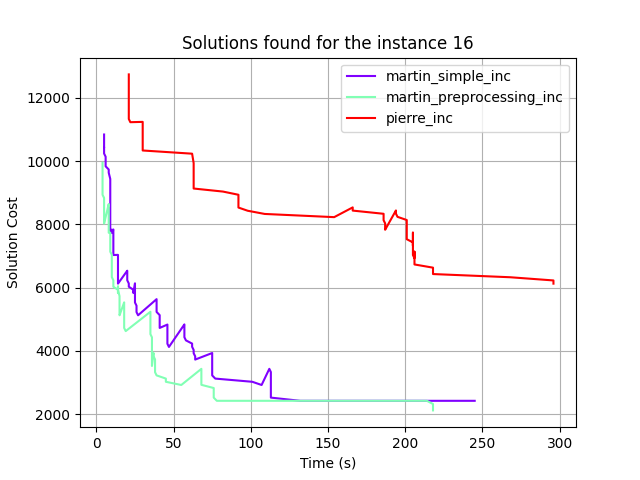 Solutions found for the instance 16
martin_simple_inc
martin_preprocessing_inc
pierre_inc
Solution Cost
12000
10000
8000
6000
4000
2000
0 50 100 150 200 250 300
Time (s)